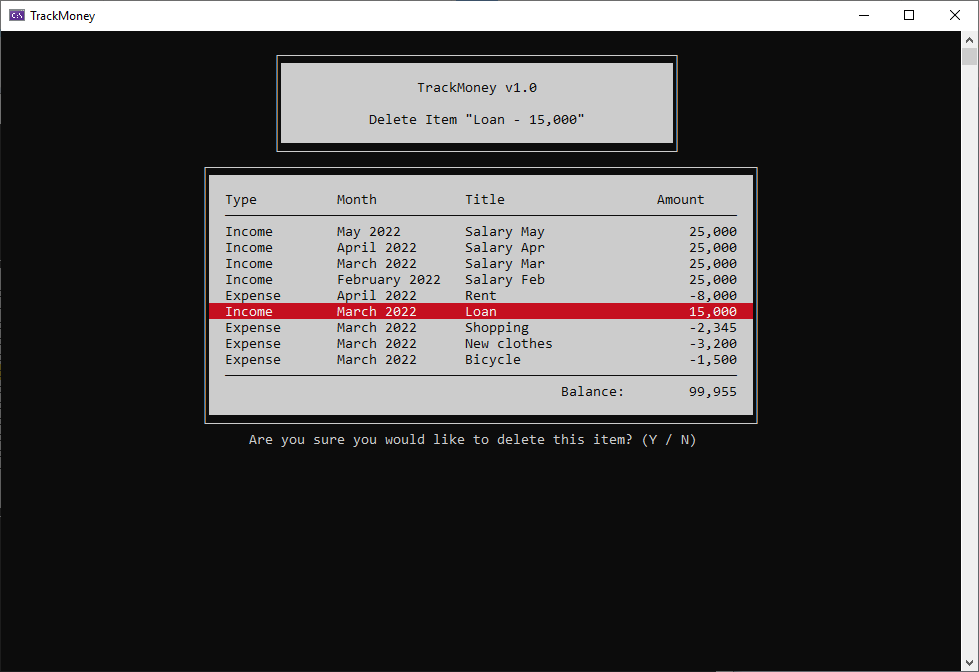 TrackMoney
TrackMoney v1.0
Delete Item "Loan - 15,000"
Type Month Title Amount
Income May 2022 Salary May 25,000
Income April 2022 Salary Apr 25,000
Income March 2022 Salary Mar 25,000
Income February 2022 Salary Feb 25,000
Expense April 2022 Rent -8,000
Income March 2022 Loan 15,000
Expense March 2022 Shopping -2,345
Expense March 2022 New clothes -3,200
Expense March 2022 Bicycle -1,500
Balance: 99,955
Are you sure you would like to delete this item? (Y / N)